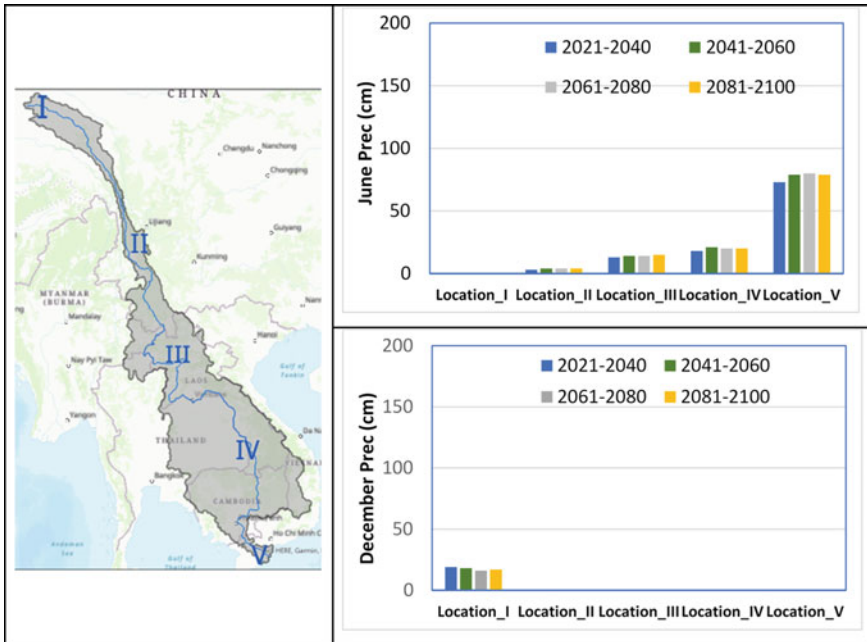 CHINA
I
Chengdu
Nanchong
Chongqing
Lijiang
II
Guiyang
Kunming
MYANMAR
(BURMA)
Mandalay
Hanoi
Nay Pyi Taw
III
Gulf of
Tonkin
LAOS
Yangon
THAILAND
IV
Da Na
VIETNAM
Bangkok
CAMBODIA
Andaman
Sea
Ho Chi Minh C
Gulf of
Thailand
V
HERE, Garmin,
200
150
100
50
0
June Prec (cm)
2021-2040
2041-2060
2061-2080
2081-2100
Location_I
Location_II
Location_III
Location_IV
Location_V
200
150
100
50
0
December Prec (cm)
2021-2040
2041-2060
2061-2080
2081-2100
Location_I
Location_II
Location_III
Location_IV
Location_V